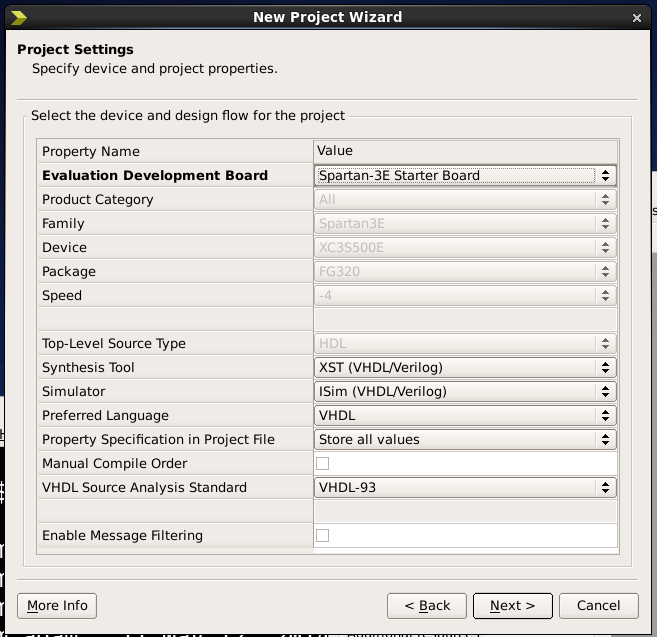 New Project Wizard
Project Settings
Specify device and project properties.
Select the device and design flow for the project
Property Name Value
Evaluation Development Board Spartan-3E Starter Board
Product Category All
Family Spartan3E
Device XC3S500E
Package FG320
Speed -4
Top-Level Source Type HDL
Synthesis Tool XST (VHDL/Verilog)
Simulator ISim (VHDL/Verilog)
Preferred Language VHDL
Property Specification in Project File Store all values
Manual Compile Order
VHDL Source Analysis Standard VHDL-93
Enable Message Filtering
More Info < Back Next > Cancel